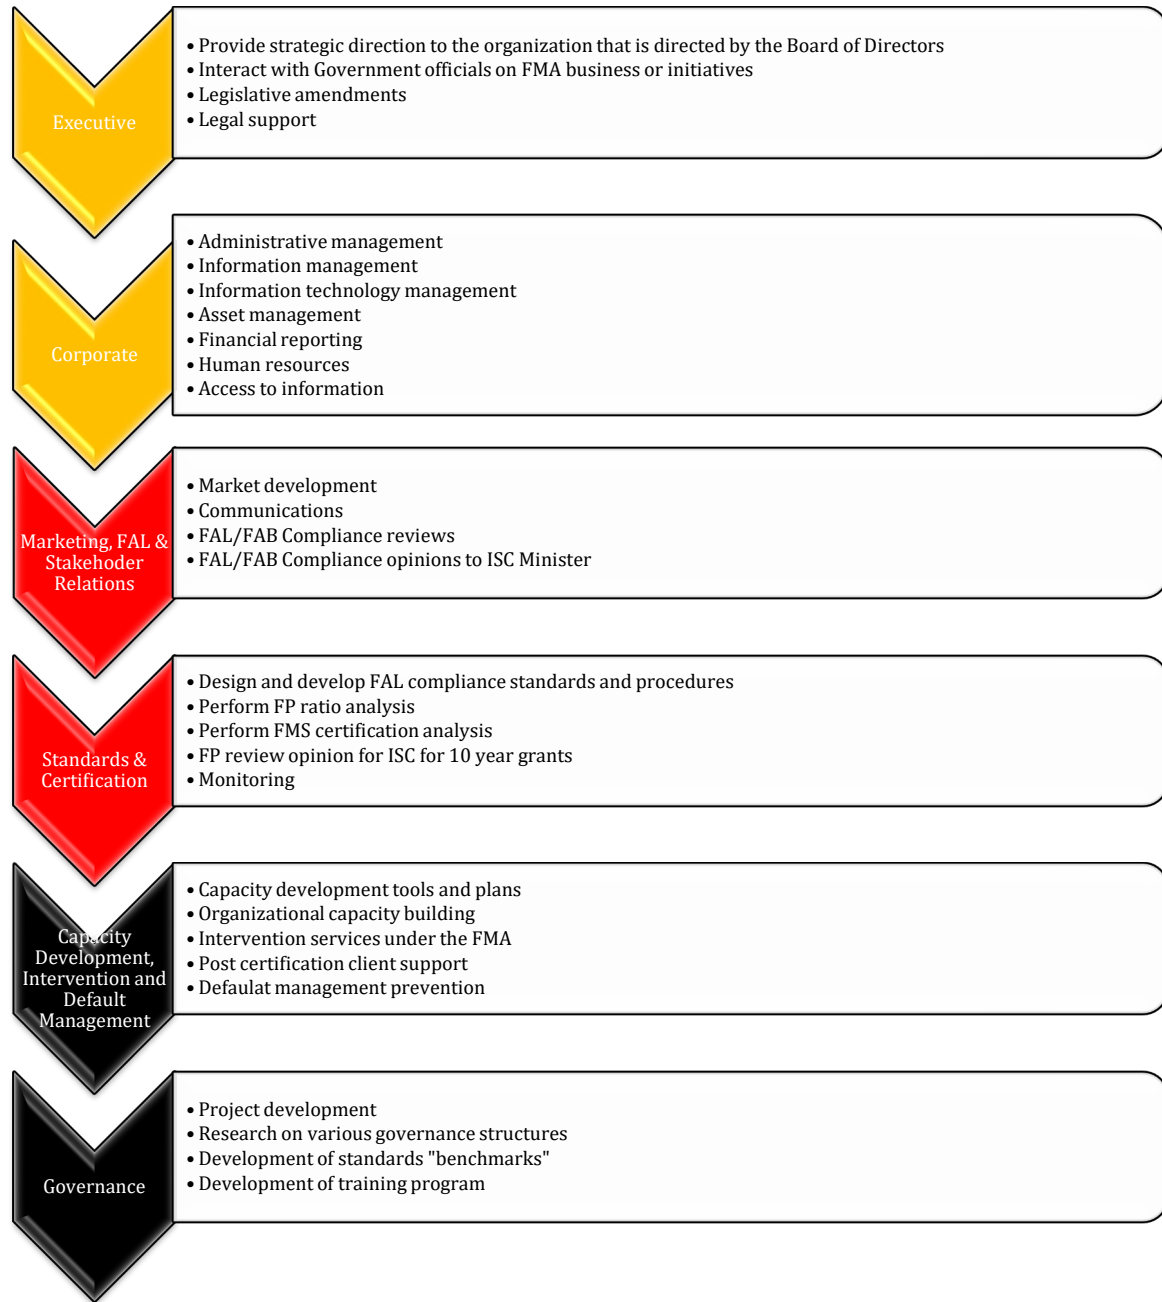 Executive
• Provide strategic direction to the organization that is directed by the Board of Directors
• Interact with Government officials on FMA business or initiatives
• Legislative amendments
• Legal support
Corporate
• Administrative management
• Information management
• Information technology management
• Asset management
• Financial reporting
• Human resources
• Access to information
Marketing, FAL &
Stakehoder
Relations
• Market development
• Communications
• FAL/FAB Compliance reviews
• FAL/FAB Compliance opinions to ISC Minister
Standards &
Certification
• Design and develop FAL compliance standards and procedures
• Perform FP ratio analysis
• Perform FMS certification analysis
• FP review opinion for ISC for 10 year grants
• Monitoring
Capacity
Development,
Intervention and
Default
Management
• Capacity development tools and plans
• Organizational capacity building
• Intervention services under the FMA
• Post certification client support
• Defaulat management prevention
Governance
• Project development
• Research on various governance structures
• Development of standards "benchmarks"
• Development of training program